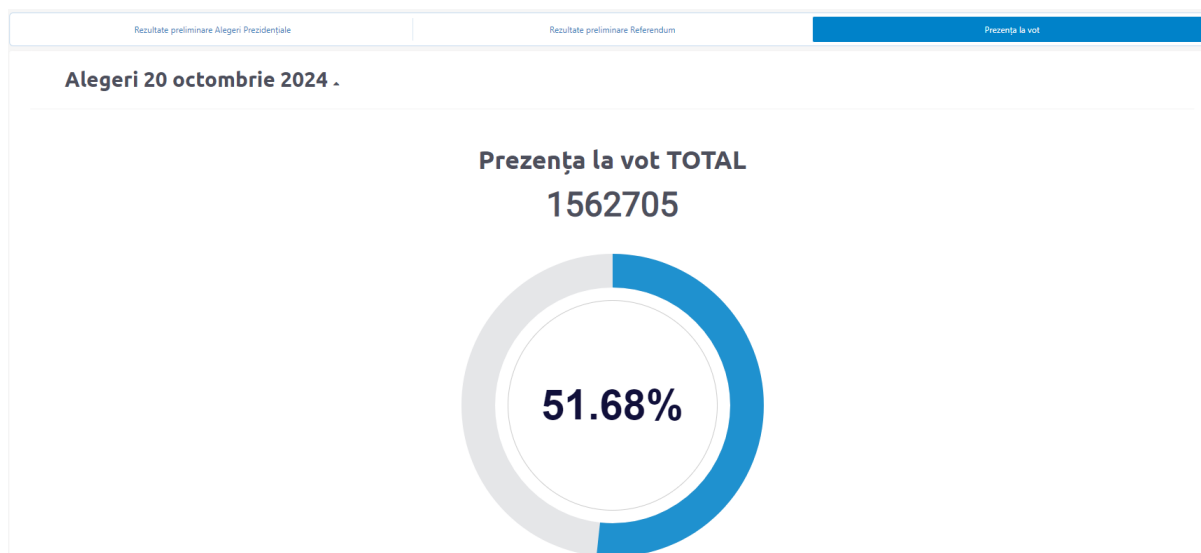 Rezultate preliminare Alegeri Prezidențiale
Rezultate preliminare Referendum
Prezența la vot
Alegeri 20 octombrie 2024
Prezența la vot TOTAL
1562705
51.68%